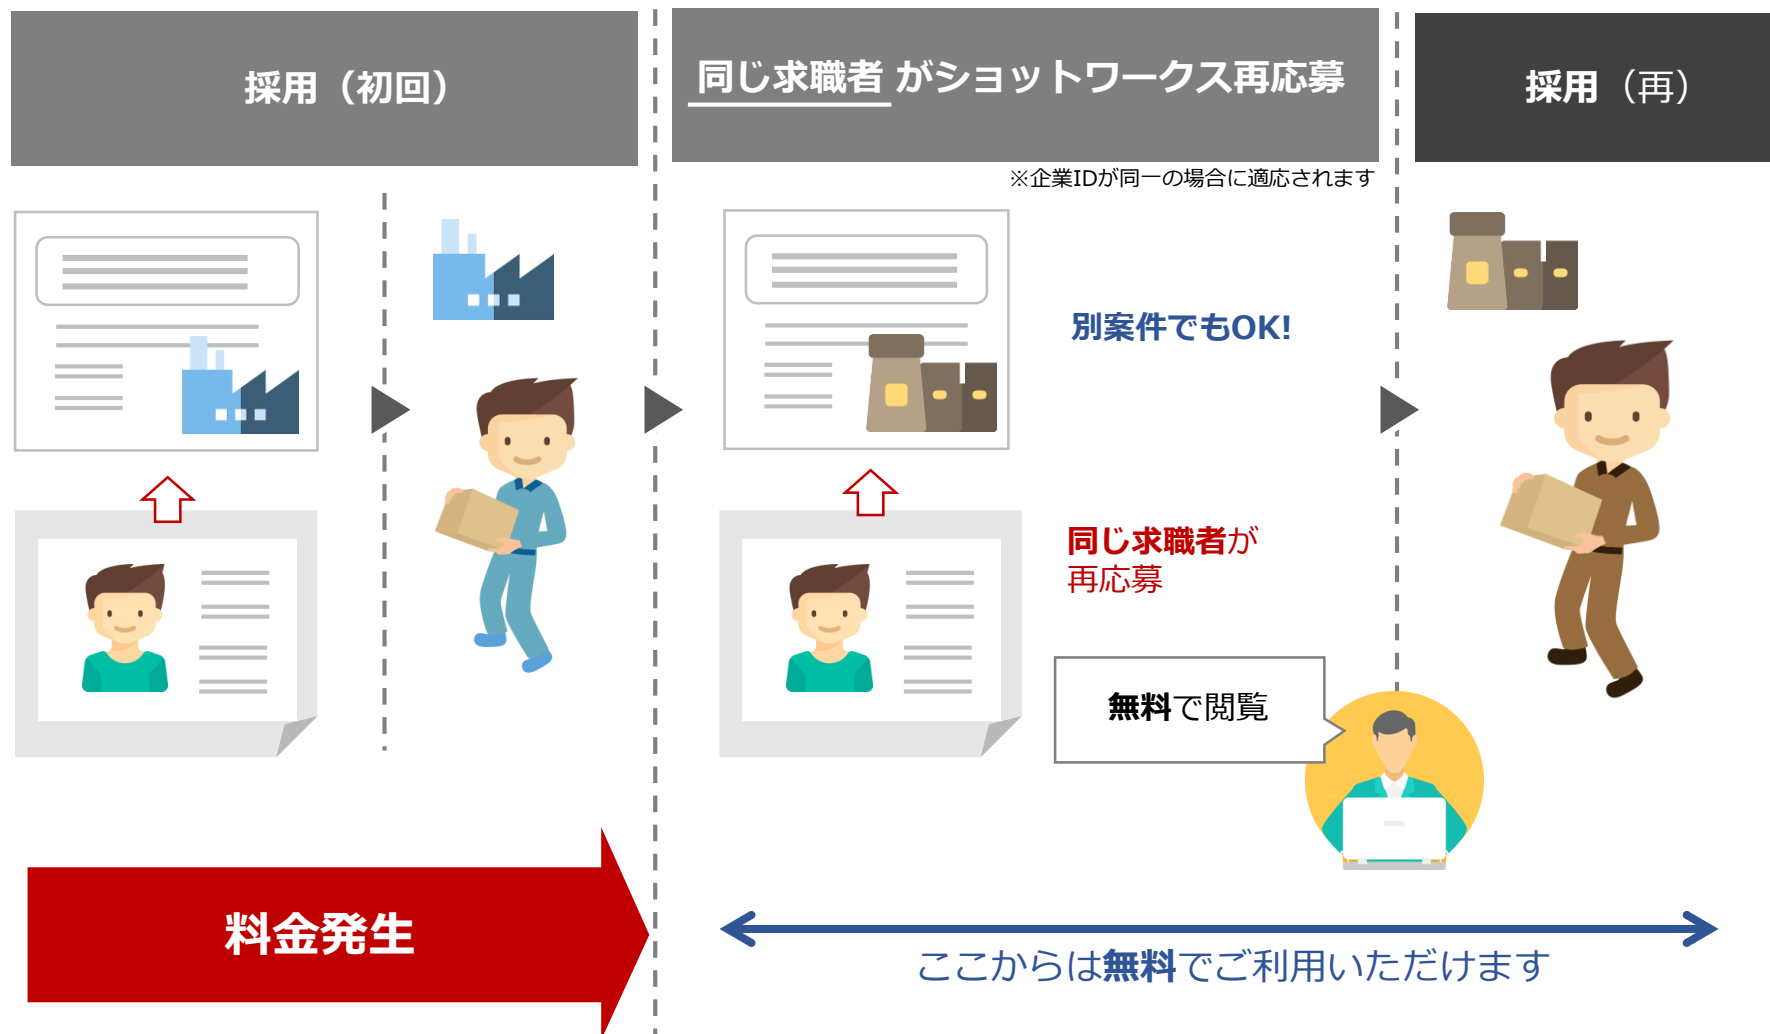 採用（初回）
同じ求職者 がショットワークス再応募
採用（再）
※企業IDが同一の場合に適応されます
別案件でもOK!
同じ求職者が
再応募
無料で閲覧
料金発生
ここからは無料でご利用いただけます